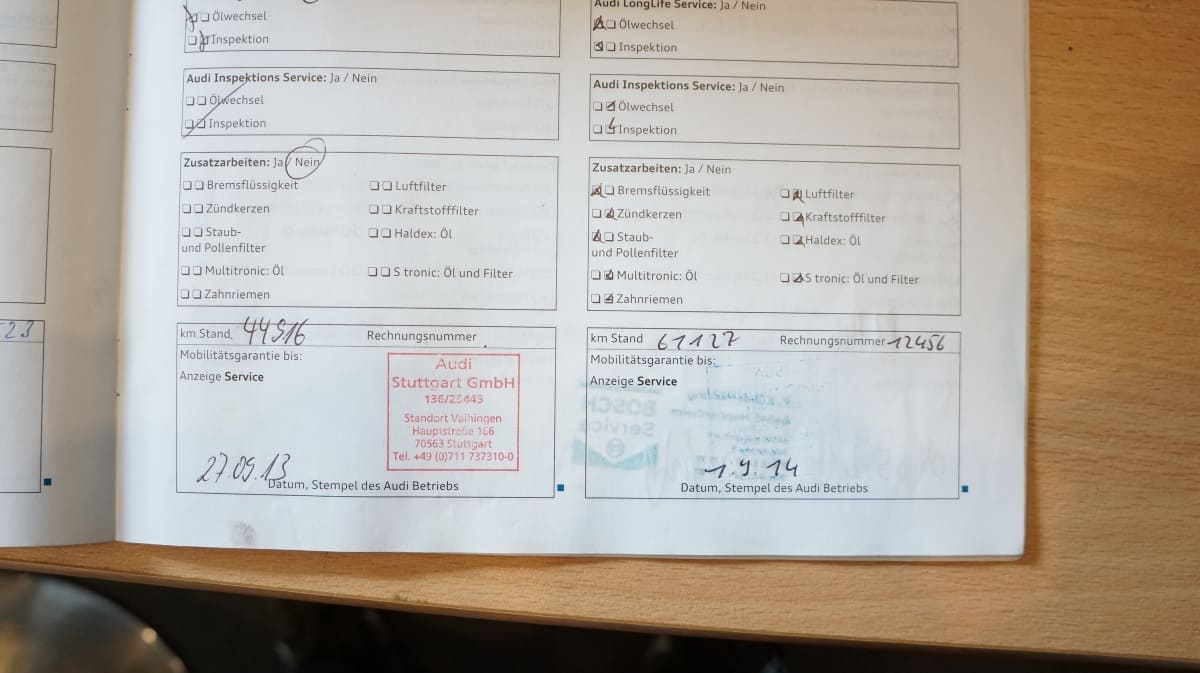 Ölwechsel
Inspektion
Audi Inspektions Service: Ja / Nein
Ölwechsel
Inspektion
Zusatzarbeiten: Ja / Nein
Bremsflüssigkeit
Luftfilter
Zündkerzen
Kraftstofffilter
Staub-
und Pollenfilter
Haldex: Öl
Multitronic: Öl
S tronic: Öl und Filter
Zahnriemen
km Stand 44916
Rechnungsnummer
Mobilitätsgarantie bis:
Anzeige Service
Audi
Stuttgart GmbH
136/25445
Standort Vaihingen
Hauptstraße 166
70563 Stuttgart
Tel. +49 (0)711 737310-0
27.09.13
Datum, Stempel des Audi Betriebs
Audi LongLife Service: Ja / Nein
Ölwechsel
Inspektion
Audi Inspektions Service: Ja / Nein
Ölwechsel
Inspektion
Zusatzarbeiten: Ja / Nein
Bremsflüssigkeit
Luftfilter
Zündkerzen
Kraftstofffilter
Staub-
und Pollenfilter
Haldex: Öl
Multitronic: Öl
S tronic: Öl und Filter
Zahnriemen
km Stand 61127
Rechnungsnummer 12456
Mobilitätsgarantie bis:
Anzeige Service
BOSCH
Service
1.9.14
Datum, Stempel des Audi Betriebs
23